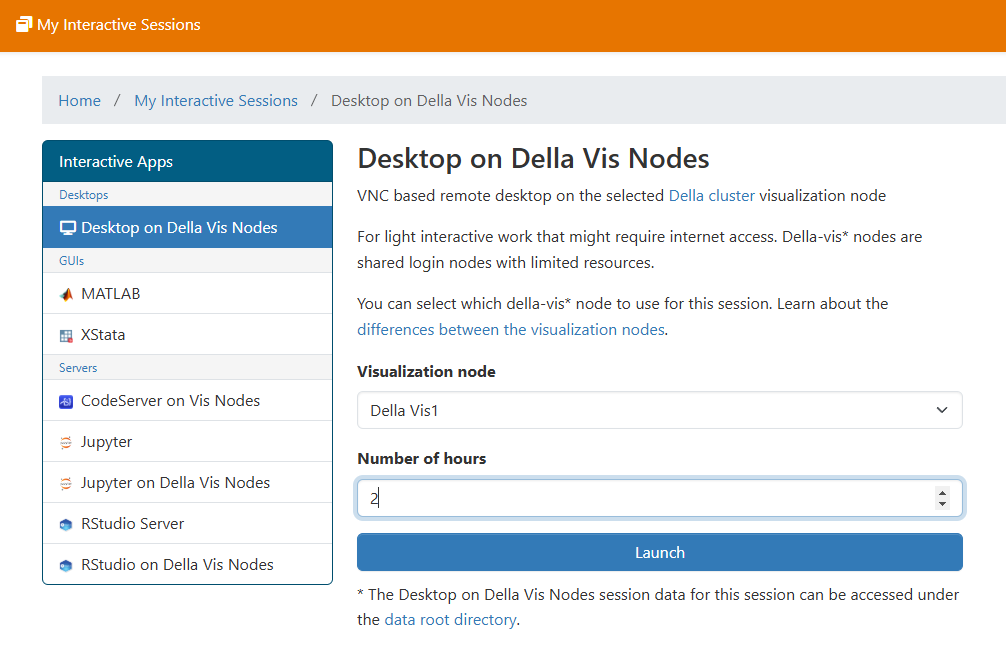 My Interactive Sessions
Home / My Interactive Sessions / Desktop on Della Vis Nodes
Interactive Apps
Desktops
Desktop on Della Vis Nodes
GUIs
MATLAB
XStata
Servers
CodeServer on Vis Nodes
Jupyter
Jupyter on Della Vis Nodes
RStudio Server
RStudio on Della Vis Nodes
Desktop on Della Vis Nodes
VNC based remote desktop on the selected Della cluster visualization node
For light interactive work that might require internet access. Della-vis* nodes are
shared login nodes with limited resources.
You can select which della-vis* node to use for this session. Learn about the
differences between the visualization nodes.
Visualization node
Della Vis1
Number of hours
2
Launch
* The Desktop on Della Vis Nodes session data for this session can be accessed under
the data root directory.